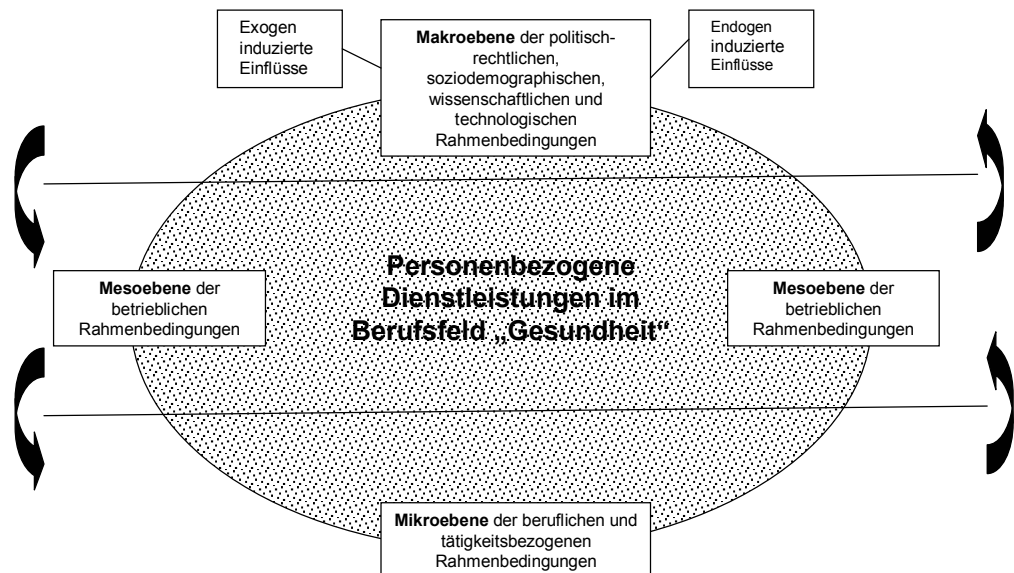 Exogen
induzierte
Einflüsse
Makroebene der politisch-
rechtlichen,
soziodemographischen,
wissenschaftlichen und
technologischen
Rahmenbedingungen
Endogen
induzierte
Einflüsse
Personenbezogene
Dienstleistungen im
Berufsfeld „Gesundheit“
Mesoebene der
betrieblichen
Rahmenbedingungen
Mesoebene der
betrieblichen
Rahmenbedingungen
Mikroebene der beruflichen und
tätigkeitsbezogenen
Rahmenbedingungen